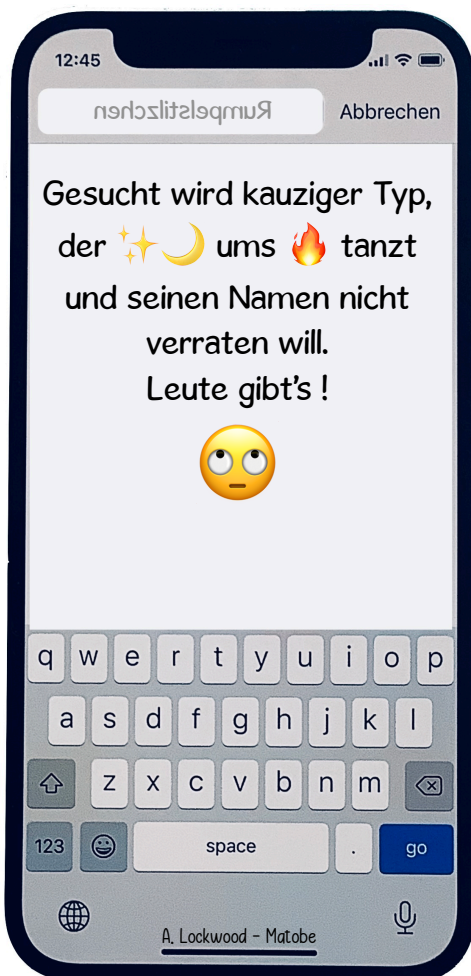 12:45
Rumpelstilzchen
Abbrechen
Gesucht wird kauziger Typ,
der ✨🌙 ums 🔥 tanzt
und seinen Namen nicht
verraten will.
Leute gibt's !
🙄
q w e r t y u i o p
a s d f g h j k l
z x c v b n m
123 space . go
A. Lockwood - Matobe